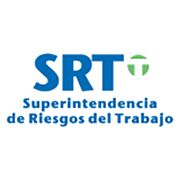 SRT T
Superintendencia
de Riesgos del Trabajo